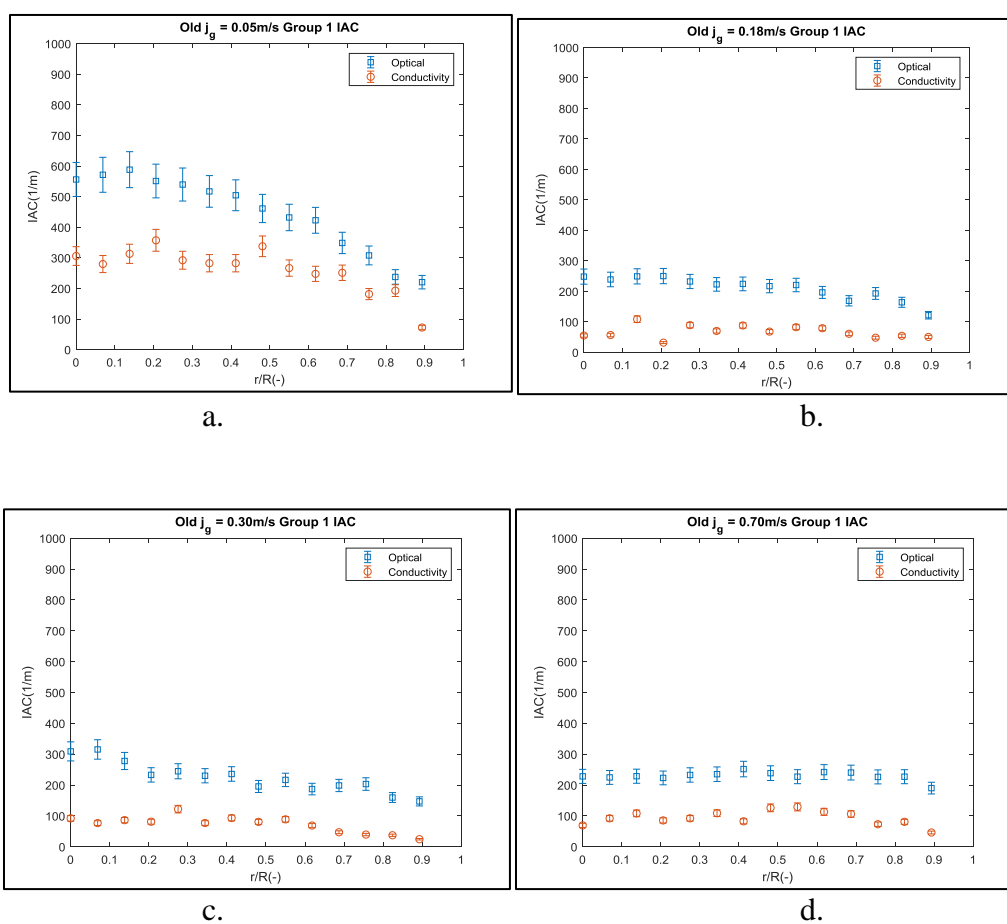 Old j_g = 0.05m/s Group 1 IAC
Optical
Conductivity
IAC(1/m)
1000
900
800
700
600
500
400
300
200
100
0
0 0.1 0.2 0.3 0.4 0.5 0.6 0.7 0.8 0.9 1
r/R(-)
a.
Old j_g = 0.18m/s Group 1 IAC
Optical
Conductivity
IAC(1/m)
1000
900
800
700
600
500
400
300
200
100
0
0 0.1 0.2 0.3 0.4 0.5 0.6 0.7 0.8 0.9 1
r/R(-)
b.
Old j_g = 0.30m/s Group 1 IAC
Optical
Conductivity
IAC(1/m)
1000
900
800
700
600
500
400
300
200
100
0
0 0.1 0.2 0.3 0.4 0.5 0.6 0.7 0.8 0.9 1
r/R(-)
c.
Old j_g = 0.70m/s Group 1 IAC
Optical
Conductivity
IAC(1/m)
1000
900
800
700
600
500
400
300
200
100
0
0 0.1 0.2 0.3 0.4 0.5 0.6 0.7 0.8 0.9 1
r/R(-)
d.